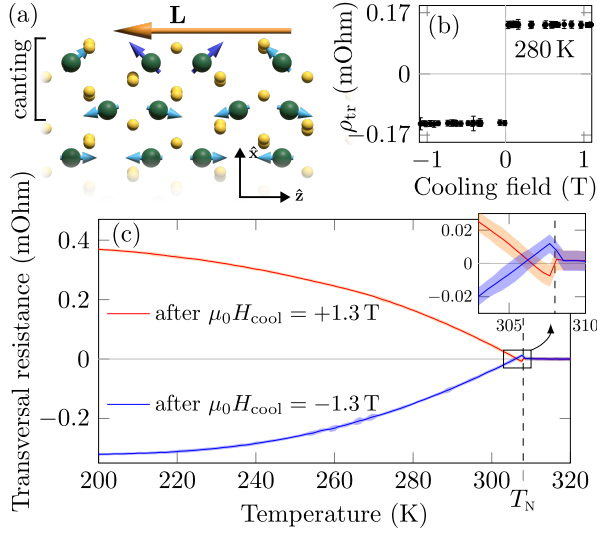 (a)
L
canting
x̂
ẑ
(b)
ρtr (mOhm)
0.17
0
−0.17
280 K
−1 0 1
Cooling field (T)
(c)
Transversal resistance (mOhm)
0.4
0.2
0
−0.2
after μ0Hcool = +1.3 T
after μ0Hcool = −1.3 T
0.02
0
−0.02
305 310
200 220 240 260 280 300 320
TN
Temperature (K)